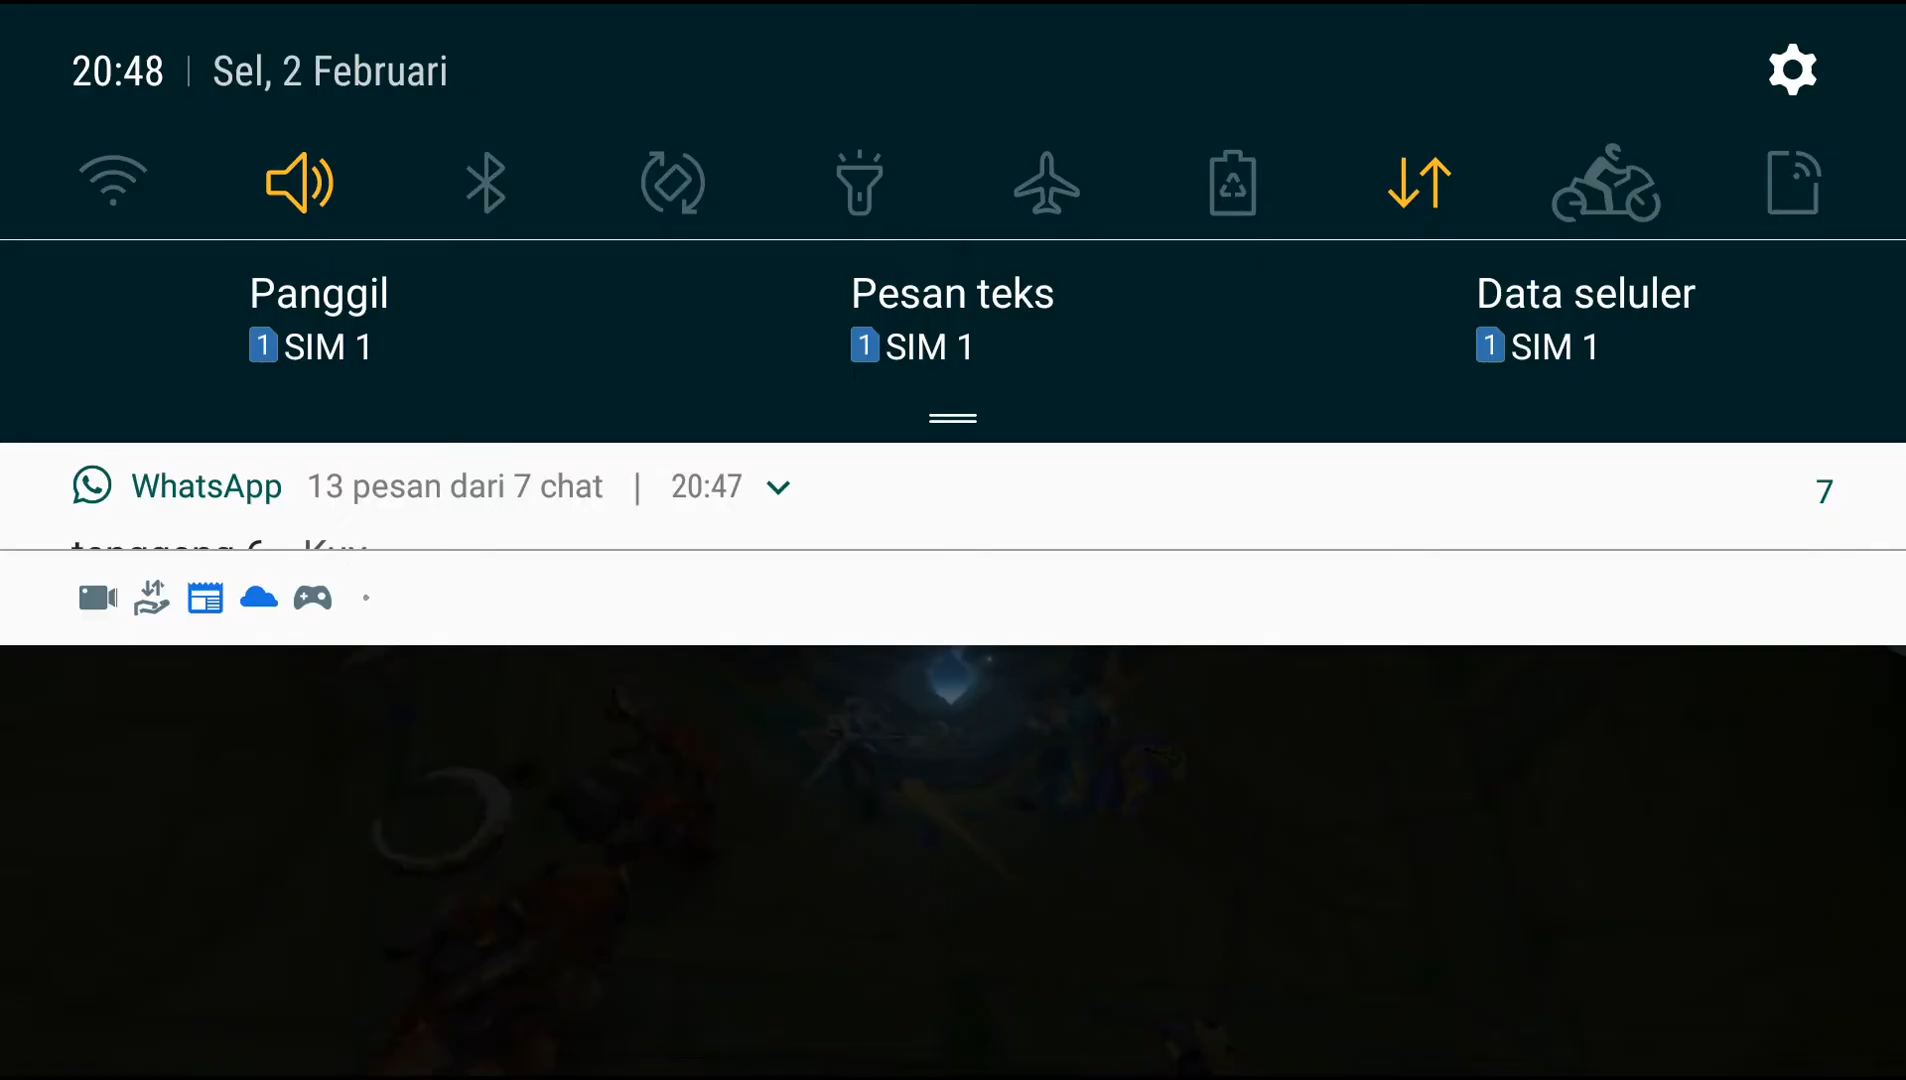 20:48 | Sel, 2 Februari
Panggil
1 SIM 1
Pesan teks
1 SIM 1
Data seluler
1 SIM 1
WhatsApp 13 pesan dari 7 chat | 20:47
7